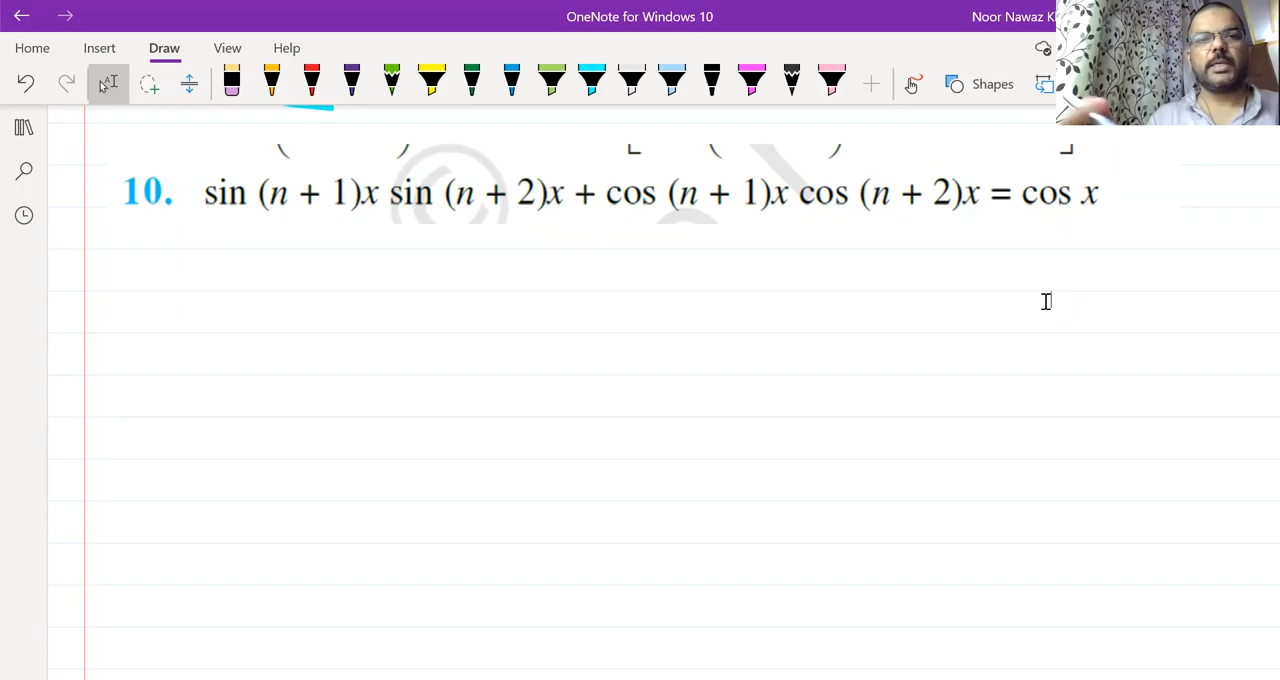 OneNote for Windows 10
Noor Nawaz K
Home Insert Draw View Help
Shapes
10. sin (n + 1)x sin (n + 2)x + cos (n + 1)x cos (n + 2)x = cos x